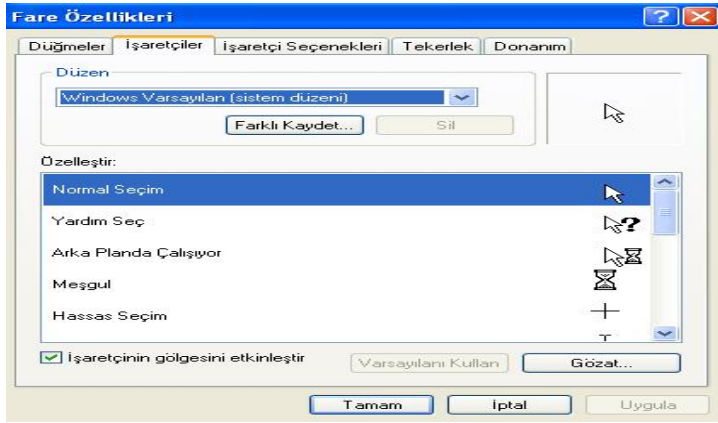 Fare Özellikleri
Düğmeler İşaretçiler İşaretçi Seçenekleri Tekerlek Donanım
Düzen
Windows Varsayılan (sistem düzeni)
Farklı Kaydet... Sil
Özelleştir:
Normal Seçim
Yardım Seç
Arka Planda Çalışıyor
Meşgul
Hassas Seçim
İşaretçinin gölgesini etkinleştir Varsayılanı Kullan Gözat...
Tamam İptal Uygula